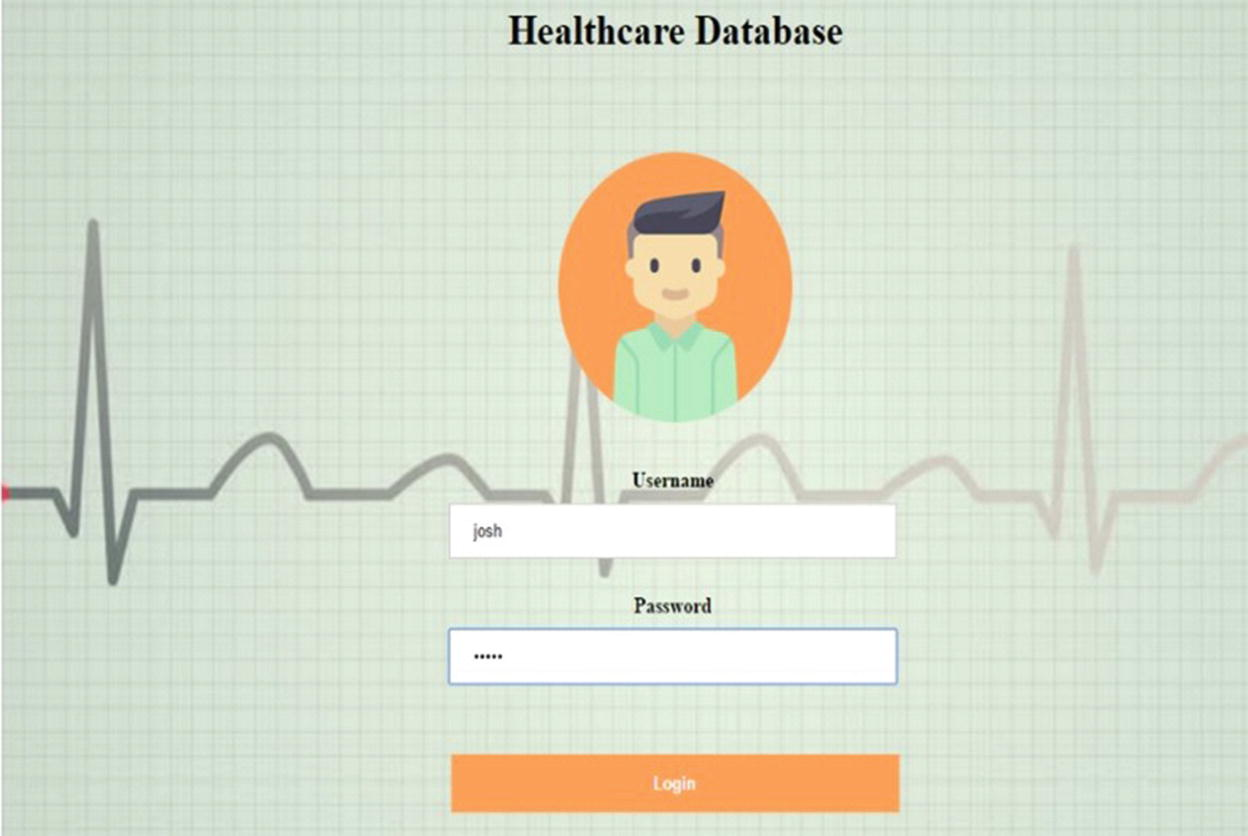 Healthcare Database
Username
josh
Password
•••••
Login